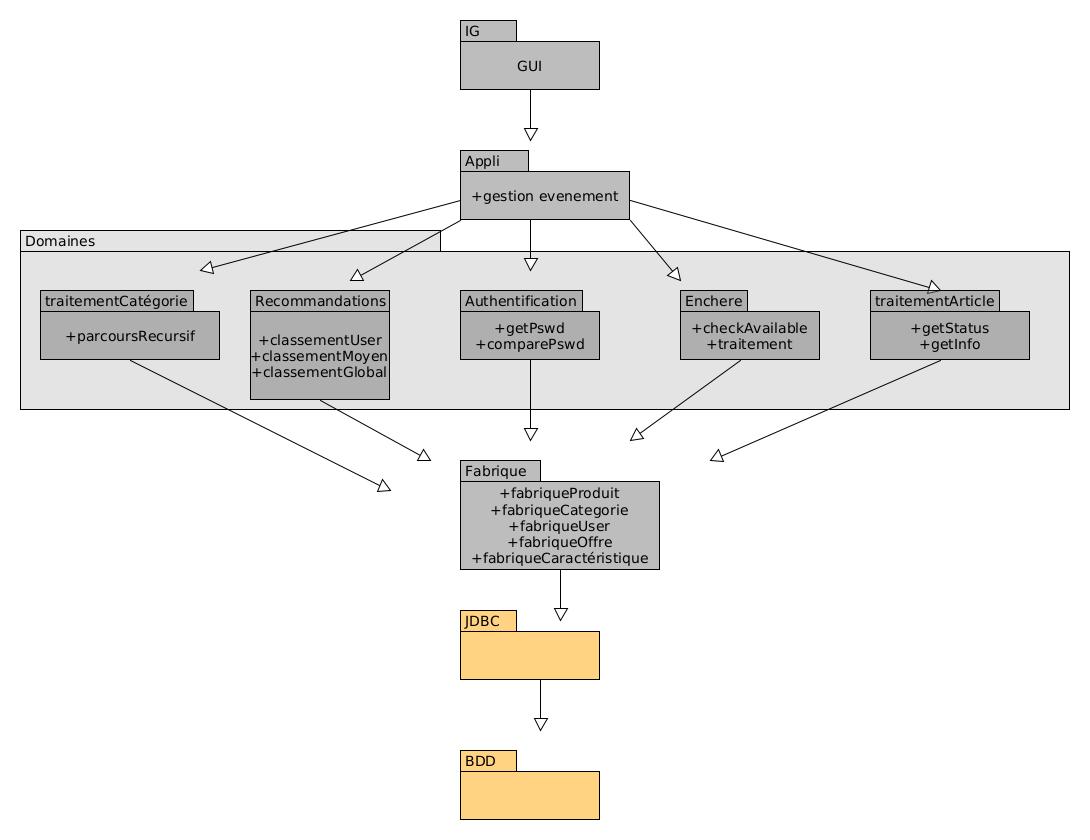 IG
GUI
Appli
+gestion evenement
Domaines
traitementCatégorie
+parcoursRecursif
Recommandations
+classementUser
+classementMoyen
+classementGlobal
Authentification
+getPswd
+comparePswd
Enchere
+checkAvailable
+traitement
traitementArticle
+getStatus
+getInfo
Fabrique
+fabriqueProduit
+fabriqueCategorie
+fabriqueUser
+fabriqueOffre
+fabriqueCaractéristique
JDBC
BDD